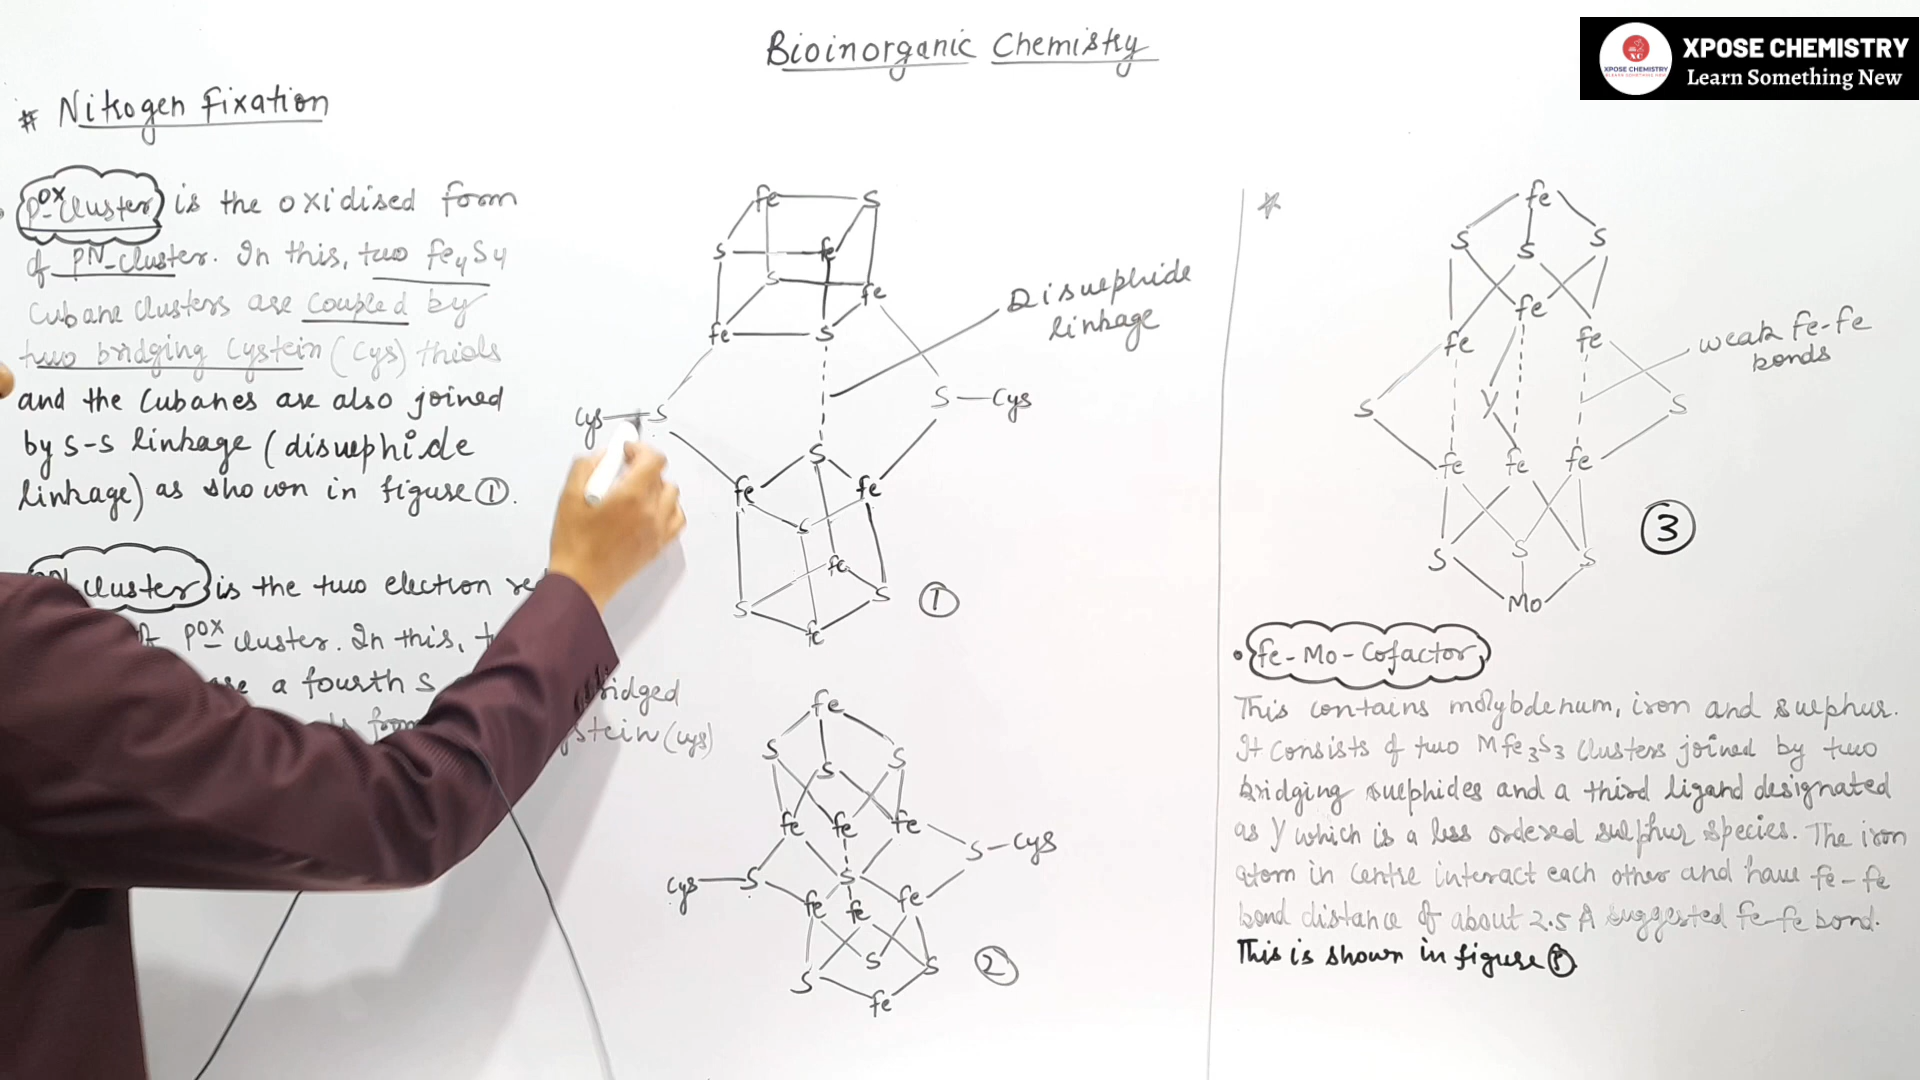 Bioinorganic Chemistry
XPOSE CHEMISTRY
Learn Something New
XPOSE CHEMISTRY
# Nitrogen Fixation
P^OX-Cluster is the oxidised form
of P^N-Cluster. In this, two Fe4S4
Cubane Clusters are Coupled by
two bridging Cystein (Cys) thiols
and the Cubanes are also joined
by S-S linkage (disulphide
linkage) as shown in figure ①.
Cluster is the two electron
P^OX Cluster. In this,
a fourth S
bridged
(Cys)
Fe S
S Fe
S Fe
Fe S
Disulphide
linkage
Cys—S
S—Cys
S
Fe Fe
S
Fe
S S
Fe
①
Fe
S S S
Fe Fe Fe
S—Cys
Cys—S S
Fe Fe Fe
S S S
Fe
②
Fe
S S S
Fe
Fe Fe
weak Fe-Fe
bonds
S Y S
Fe Fe Fe
③
S S S
Mo
• Fe-Mo-Cofactor
This contains molybdenum, iron and sulphur.
It consists of two MFe3S3 Clusters joined by two
bridging sulphides and a third ligand designated
as Y which is a less ordered sulphur species. The iron
atom in centre interact each other and have Fe-Fe
bond distance of about 2.5 A suggested Fe-Fe bond.
This is shown in figure ③.